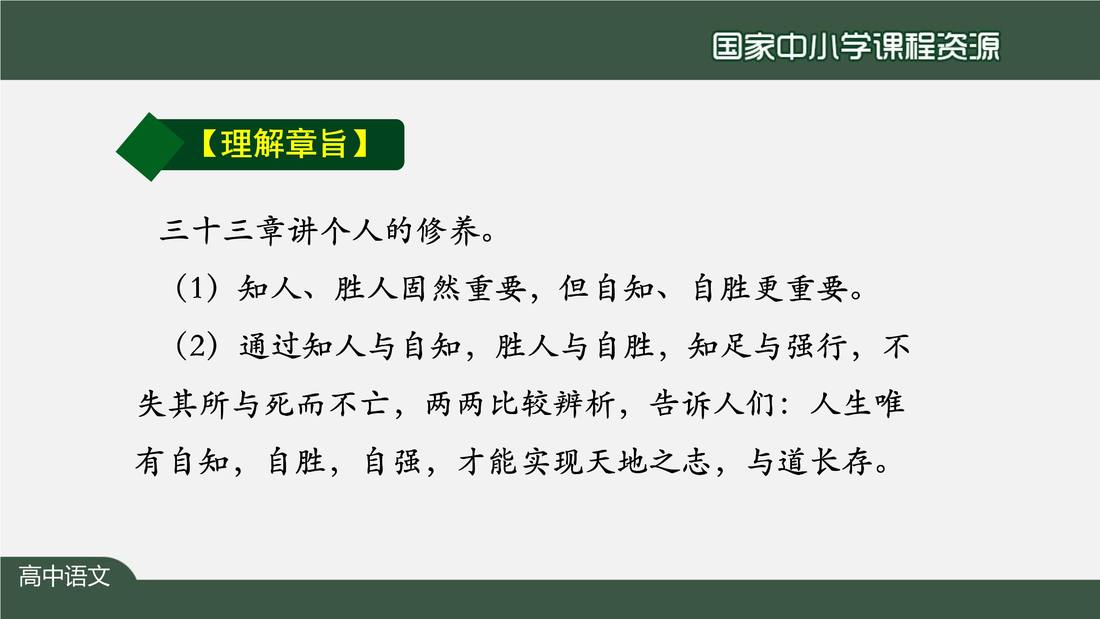 国家中小学课程资源
【理解章旨】
三十三章讲个人的修养。
（1）知人、胜人固然重要，但自知、自胜更重要。
（2）通过知人与自知，胜人与自胜，知足与强行，不
失其所与死而不亡，两两比较辨析，告诉人们：人生唯
有自知，自胜，自强，才能实现天地之志，与道长存。
高中语文